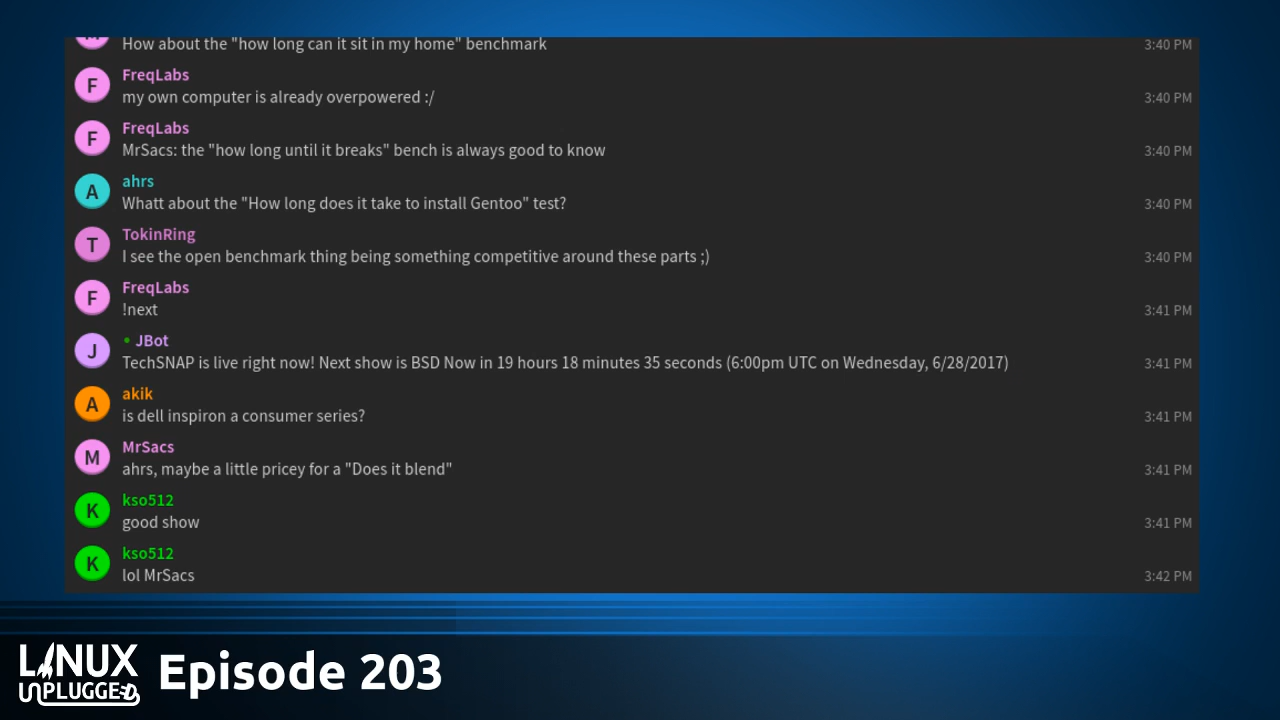 How about the "how long can it sit in my home" benchmark
3:40 PM
F
FreqLabs
my own computer is already overpowered :/
3:40 PM
F
FreqLabs
MrSacs: the "how long until it breaks" bench is always good to know
3:40 PM
A
ahrs
Whatt about the "How long does it take to install Gentoo" test?
3:40 PM
T
TokinRing
I see the open benchmark thing being something competitive around these parts ;)
3:40 PM
F
FreqLabs
!next
3:41 PM
J
• JBot
TechSNAP is live right now! Next show is BSD Now in 19 hours 18 minutes 35 seconds (6:00pm UTC on Wednesday, 6/28/2017)
3:41 PM
A
akik
is dell inspiron a consumer series?
3:41 PM
M
MrSacs
ahrs, maybe a little pricey for a "Does it blend"
3:41 PM
K
kso512
good show
3:41 PM
K
kso512
lol MrSacs
3:42 PM
LINUX
UNPLUGGED
Episode 203